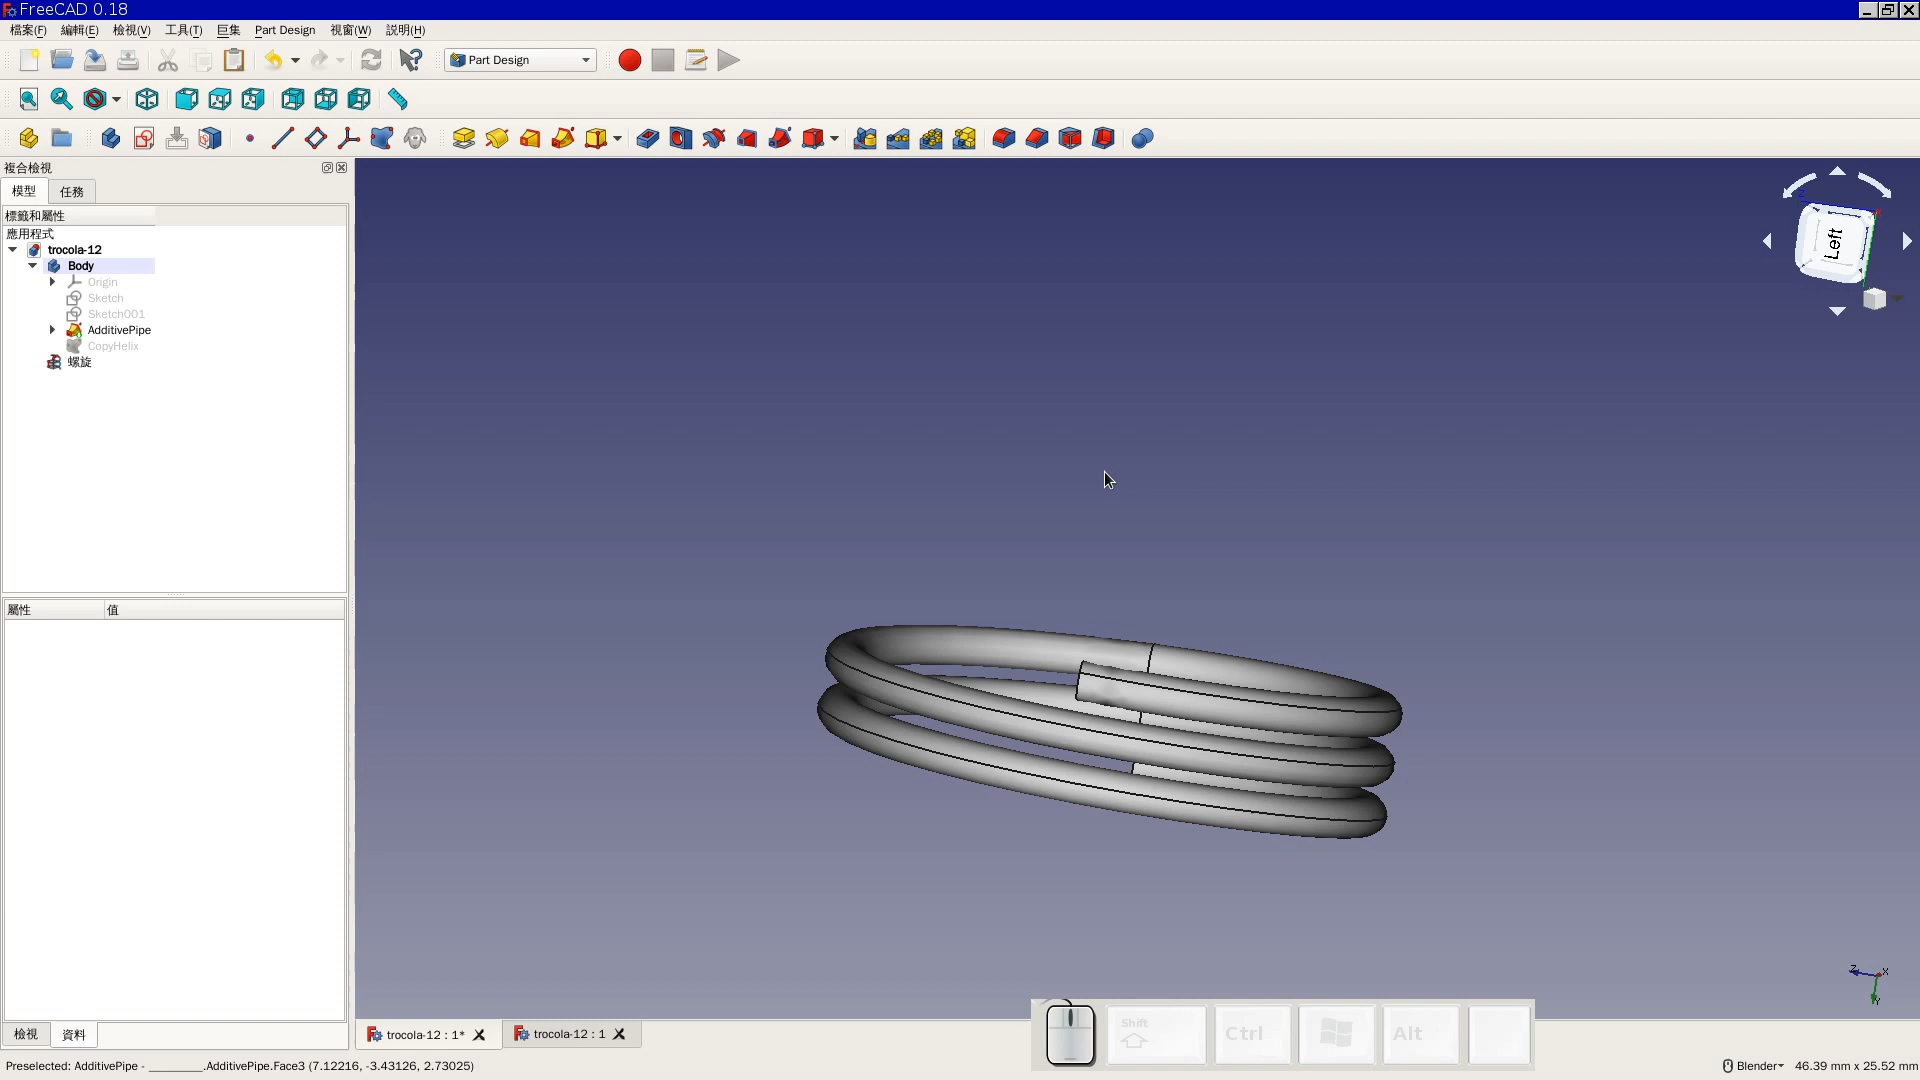 FreeCAD 0.18
檔案(F) 編輯(E) 檢視(V) 工具(T) 巨集 Part Design 視窗(W) 説明(H)
Part Design
複合檢視
模型 任務
標籤和屬性
應用程式
trocola-12
Body
Origin
Sketch
Sketch001
AdditivePipe
CopyHelix
螺旋
屬性 值
檢視 資料
Left
Z X
Y
trocola-12 : 1* trocola-12 : 1
Shift Ctrl Alt
Preselected: AdditivePipe - _________.AdditivePipe.Face3 (7.12216, -3.43126, 2.73025)
Blender 46.39 mm x 25.52 mm